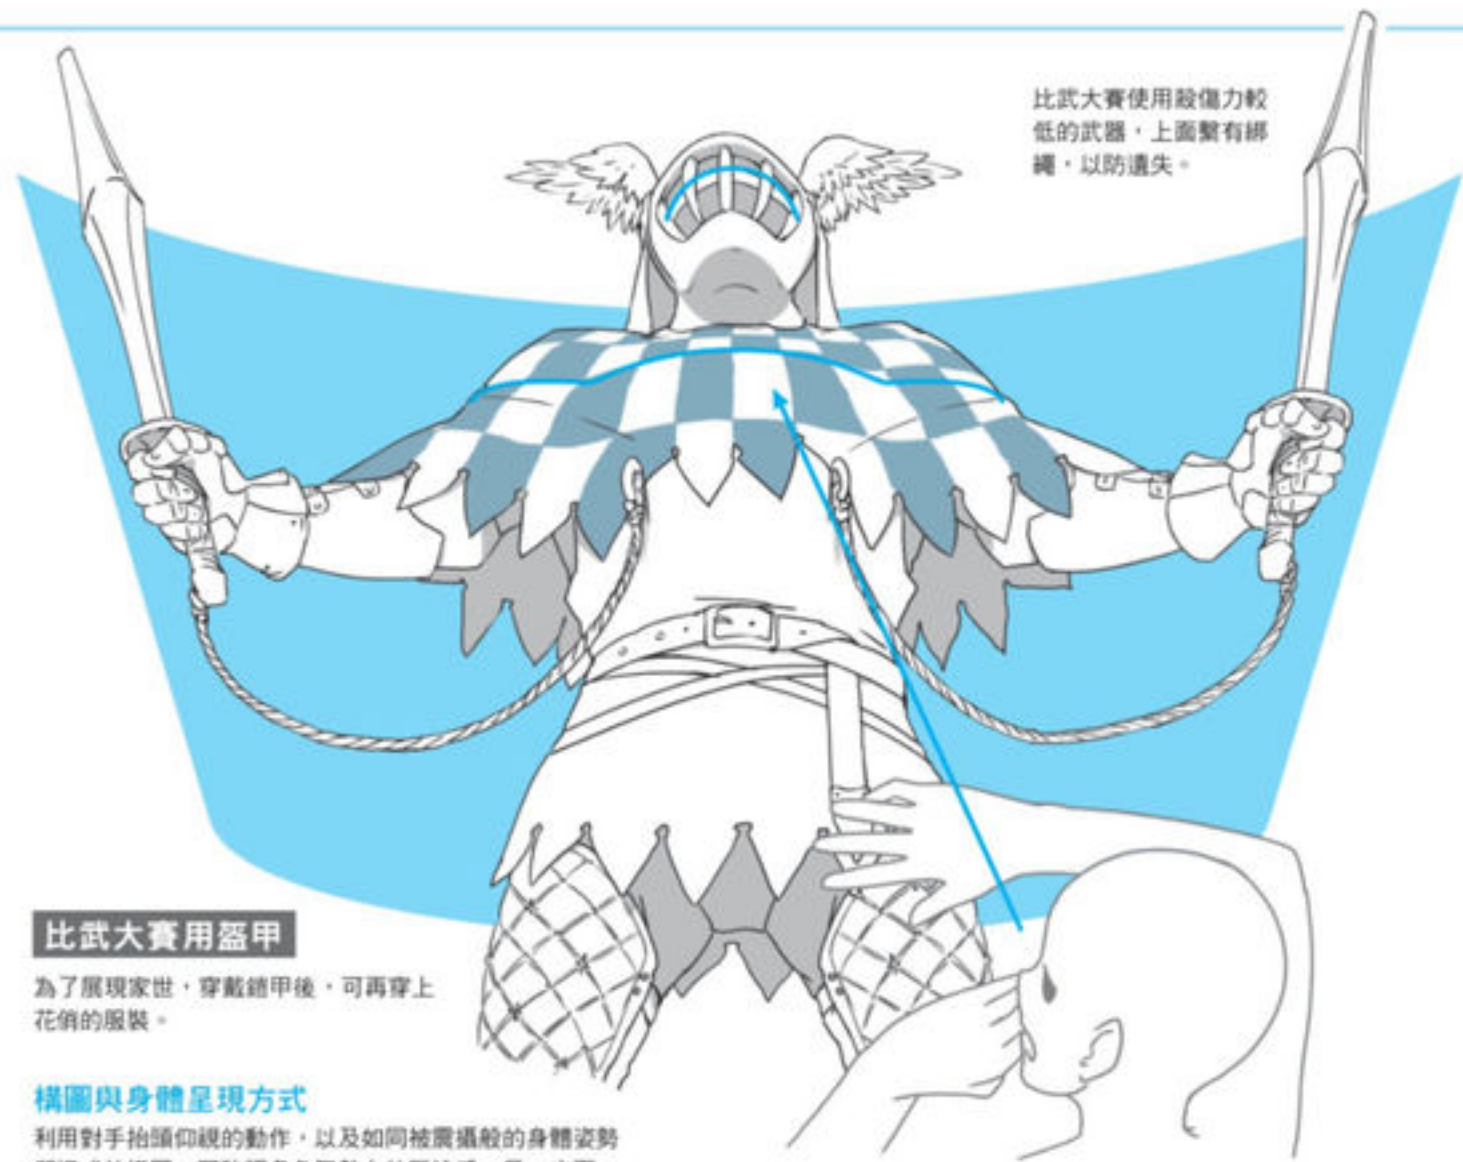 比武大賽使用殺傷力較
低的武器，上面繫有綁
繩，以防遺失。
比武大賽用盔甲
為了展現家世，穿戴鎧甲後，可再穿上
花俏的服裝。
構圖與身體呈現方式
利用對手抬頭仰視的動作，以及如同被震攝般的身體姿勢